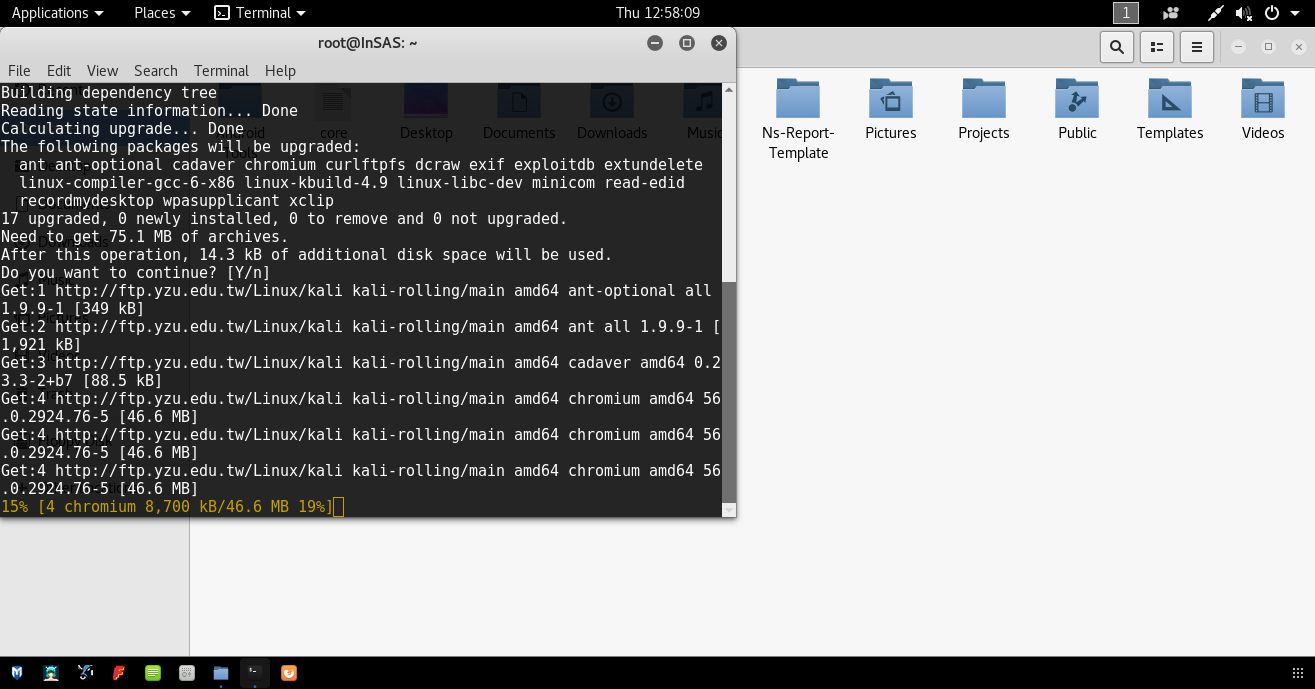 Applications Places Terminal Thu 12:58:09 1
root@InSAS: ~
File Edit View Search Terminal Help
Building dependency tree
Reading state information... Done
Calculating upgrade... Done
The following packages will be upgraded:
ant ant-optional cadaver chromium curlftpfs dcraw exif exploitdb extundelete
linux-compiler-gcc-6-x86 linux-kbuild-4.9 linux-libc-dev minicom read-edid
recordmydesktop wpasupplicant xclip
17 upgraded, 0 newly installed, 0 to remove and 0 not upgraded.
Need to get 75.1 MB of archives.
After this operation, 14.3 kB of additional disk space will be used.
Do you want to continue? [Y/n]
Get:1 http://ftp.yzu.edu.tw/Linux/kali kali-rolling/main amd64 ant-optional all
1.9.9-1 [349 kB]
Get:2 http://ftp.yzu.edu.tw/Linux/kali kali-rolling/main amd64 ant all 1.9.9-1 [
1,921 kB]
Get:3 http://ftp.yzu.edu.tw/Linux/kali kali-rolling/main amd64 cadaver amd64 0.2
3.3-2+b7 [88.5 kB]
Get:4 http://ftp.yzu.edu.tw/Linux/kali kali-rolling/main amd64 chromium amd64 56
.0.2924.76-5 [46.6 MB]
Get:4 http://ftp.yzu.edu.tw/Linux/kali kali-rolling/main amd64 chromium amd64 56
.0.2924.76-5 [46.6 MB]
Get:4 http://ftp.yzu.edu.tw/Linux/kali kali-rolling/main amd64 chromium amd64 56
.0.2924.76-5 [46.6 MB]
15% [4 chromium 8,700 kB/46.6 MB 19%]
core Desktop Documents Downloads Music
Ns-Report-
Template
Pictures Projects Public Templates Videos